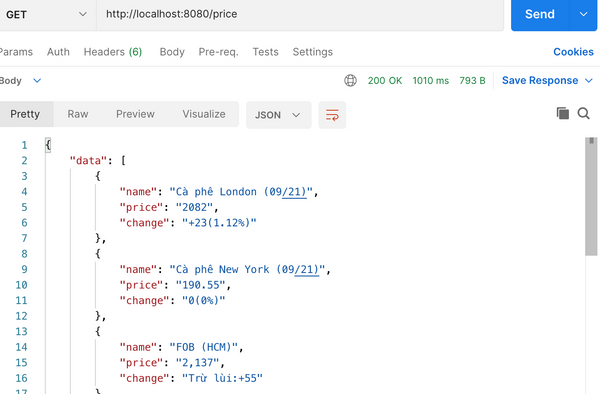 GET http://localhost:8080/price Send
Params Auth Headers (6) Body Pre-req. Tests Settings Cookies
Body 200 OK 1010 ms 793 B Save Response
Pretty Raw Preview Visualize JSON
1 {
2 "data": [
3 {
4 "name": "Cà phê London (09/21)",
5 "price": "2082",
6 "change": "+23(1.12%)"
7 },
8 {
9 "name": "Cà phê New York (09/21)",
10 "price": "190.55",
11 "change": "0(0%)"
12 },
13 {
14 "name": "FOB (HCM)",
15 "price": "2,137",
16 "change": "Trừ lùi:+55"
17 }